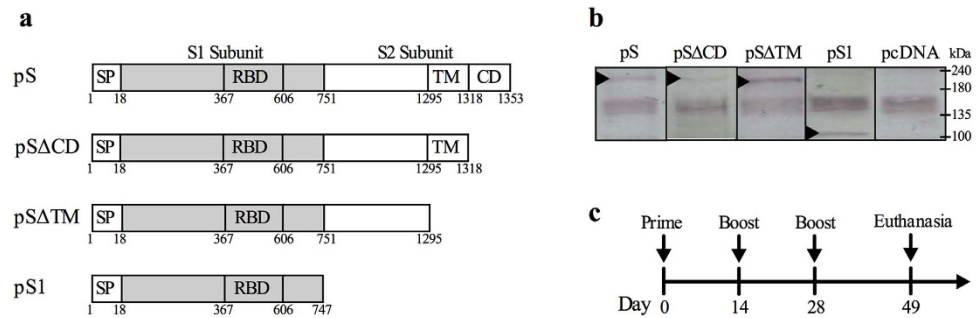 a
S1 Subunit S2 Subunit
pS SP RBD TM CD
1 18 367 606 751 1295 1318 1353
pSΔCD SP RBD TM
1 18 367 606 751 1295 1318
pSΔTM SP RBD
1 18 367 606 751 1295
pS1 SP RBD
1 18 367 606 747
b
pS pSΔCD pSΔTM pS1 pcDNA kDa
240
180
135
100
c
Prime Boost Boost Euthanasia
Day 0 14 28 49